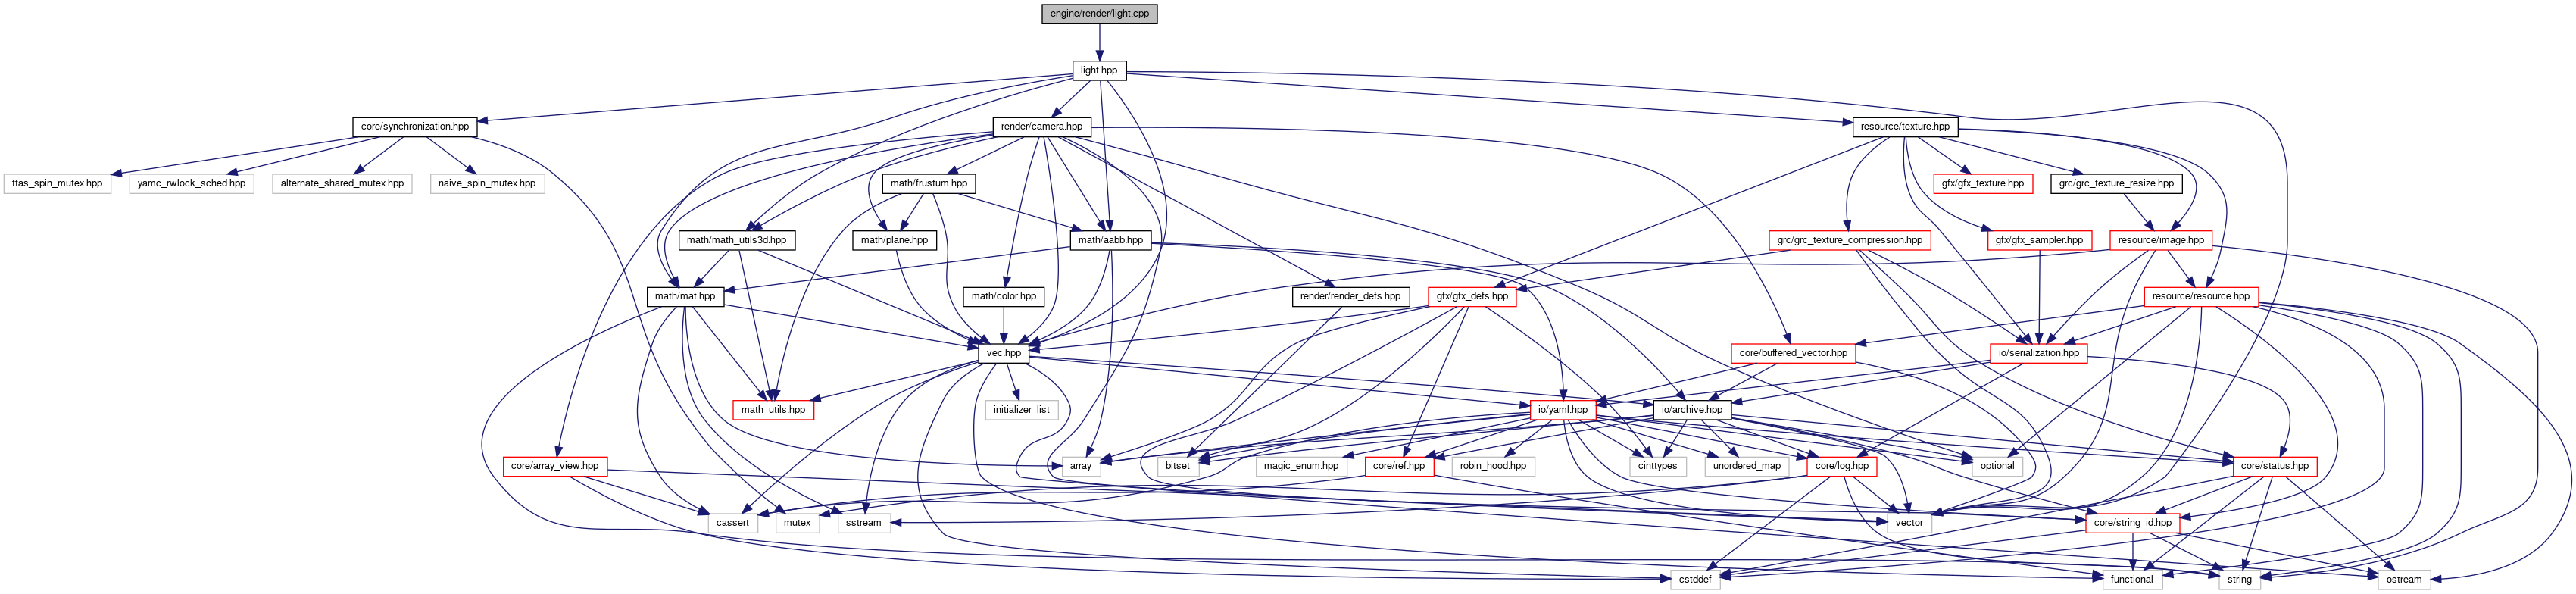 engine/render/light.cpp
light.hpp
core/synchronization.hpp
render/camera.hpp
resource/texture.hpp
ttas_spin_mutex.hpp
yamc_rwlock_sched.hpp
alternate_shared_mutex.hpp
naive_spin_mutex.hpp
math/frustum.hpp
gfx/gfx_texture.hpp
grc/grc_texture_resize.hpp
math/math_utils3d.hpp
math/plane.hpp
math/aabb.hpp
grc/grc_texture_compression.hpp
gfx/gfx_sampler.hpp
resource/image.hpp
math/mat.hpp
math/color.hpp
render/render_defs.hpp
gfx/gfx_defs.hpp
resource/resource.hpp
vec.hpp
core/buffered_vector.hpp
io/serialization.hpp
math_utils.hpp
initializer_list
io/yaml.hpp
io/archive.hpp
core/array_view.hpp
array
bitset
magic_enum.hpp
core/ref.hpp
robin_hood.hpp
cinttypes
unordered_map
core/log.hpp
optional
core/status.hpp
cassert
mutex
sstream
vector
core/string_id.hpp
cstddef
functional
string
ostream